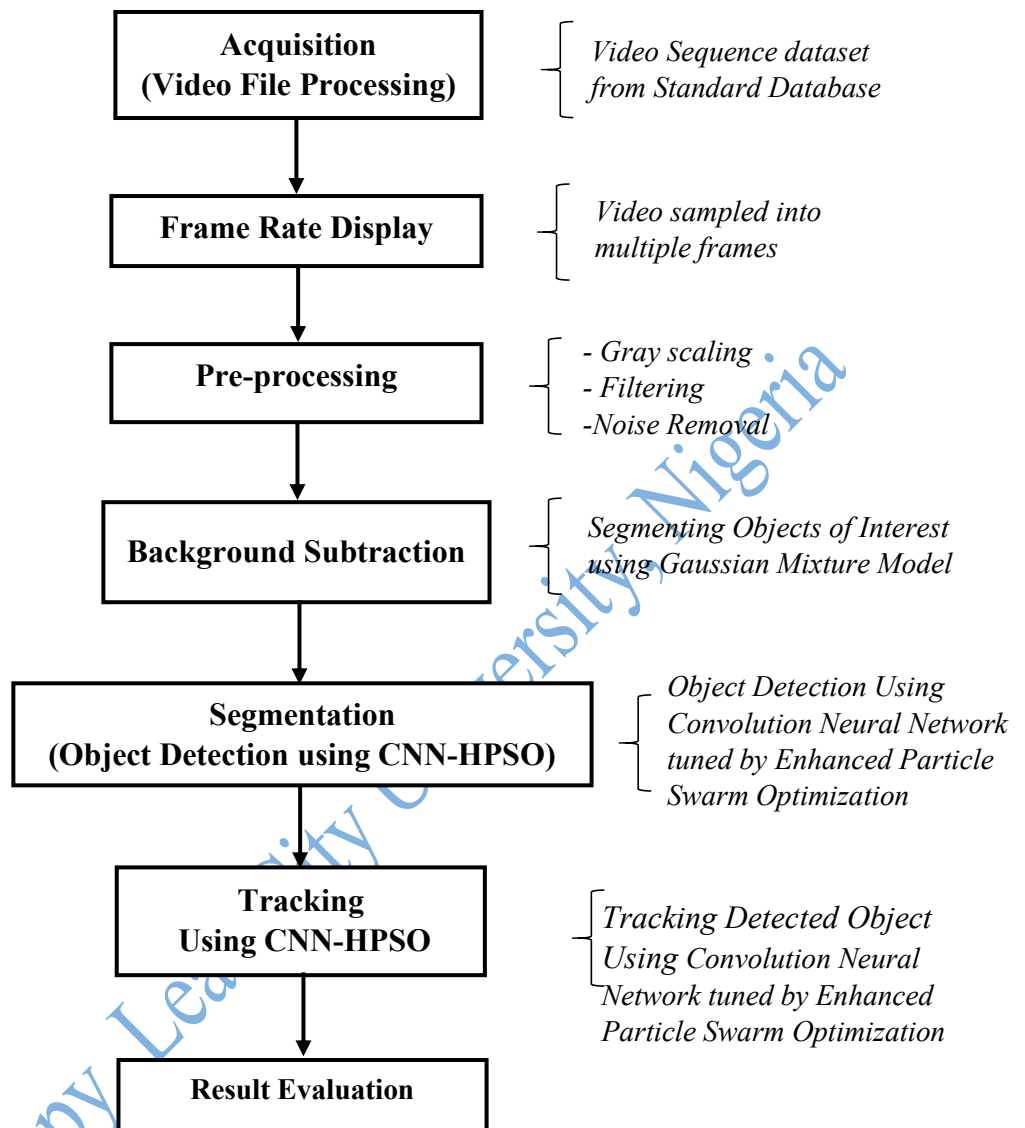 Acquisition
(Video File Processing)
Video Sequence dataset
from Standard Database
Frame Rate Display
Video sampled into
multiple frames
Pre-processing
- Gray scaling
- Filtering
-Noise Removal
Background Subtraction
Segmenting Objects of Interest
using Gaussian Mixture Model
Segmentation
(Object Detection using CNN-HPSO)
Object Detection Using
Convolution Neural Network
tuned by Enhanced Particle
Swarm Optimization
Tracking
Using CNN-HPSO
Tracking Detected Object
Using Convolution Neural
Network tuned by Enhanced
Particle Swarm Optimization
Result Evaluation
Nigeria